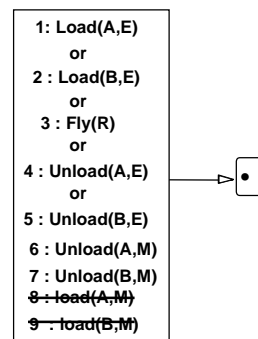 1: Load(A,E)
or
2 : Load(B,E)
or
3 : Fly(R)
or
4 : Unload(A,E)
or
5 : Unload(B,E)
6 : Unload(A,M)
7 : Unload(B,M)
8 : load(A,M)
9 : load(B,M)